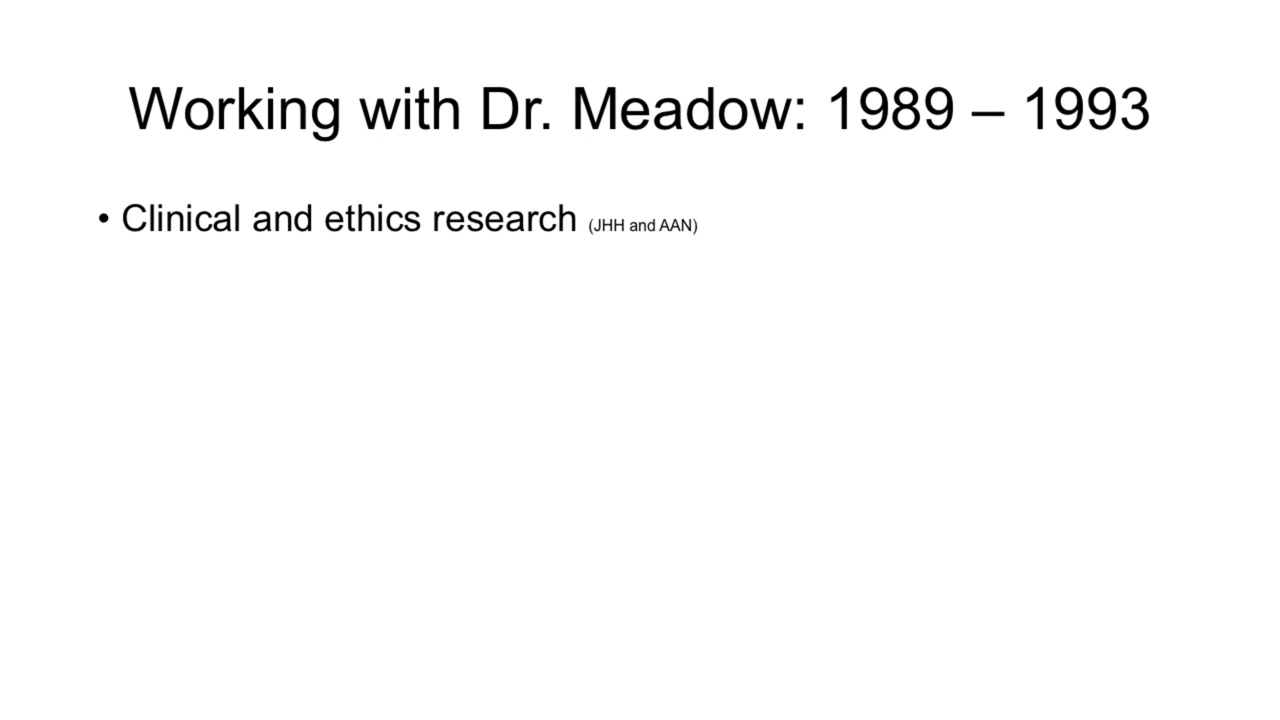 Working with Dr. Meadow: 1989 – 1993
• Clinical and ethics research (JHH and AAN)